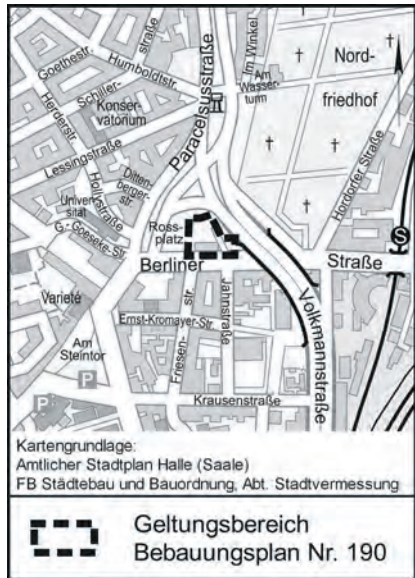 Goethestr.
Humboldtstr.
straße
Schiller-
Konser-
vatorium
Herderstr.
Lessingstraße
Hollystraße
Univer-
sität
G.-Goeseke-Str.
Ditten-
berger-
str.
Paracelsusstraße
Im Winkel
Am
Wasser-
turm
Nord-
friedhof
Hordorfer Straße
S
Ross-
platz
Berliner
Straße
Varieté
Am
Steintor
P
P
Ernst-Kromayer-Str.
Friesen-
str.
Jahnstraße
Volkmannstraße
Krausenstraße
Kartengrundlage:
Amtlicher Stadtplan Halle (Saale)
FB Städtebau und Bauordnung, Abt. Stadtvermessung
Geltungsbereich
Bebauungsplan Nr. 190